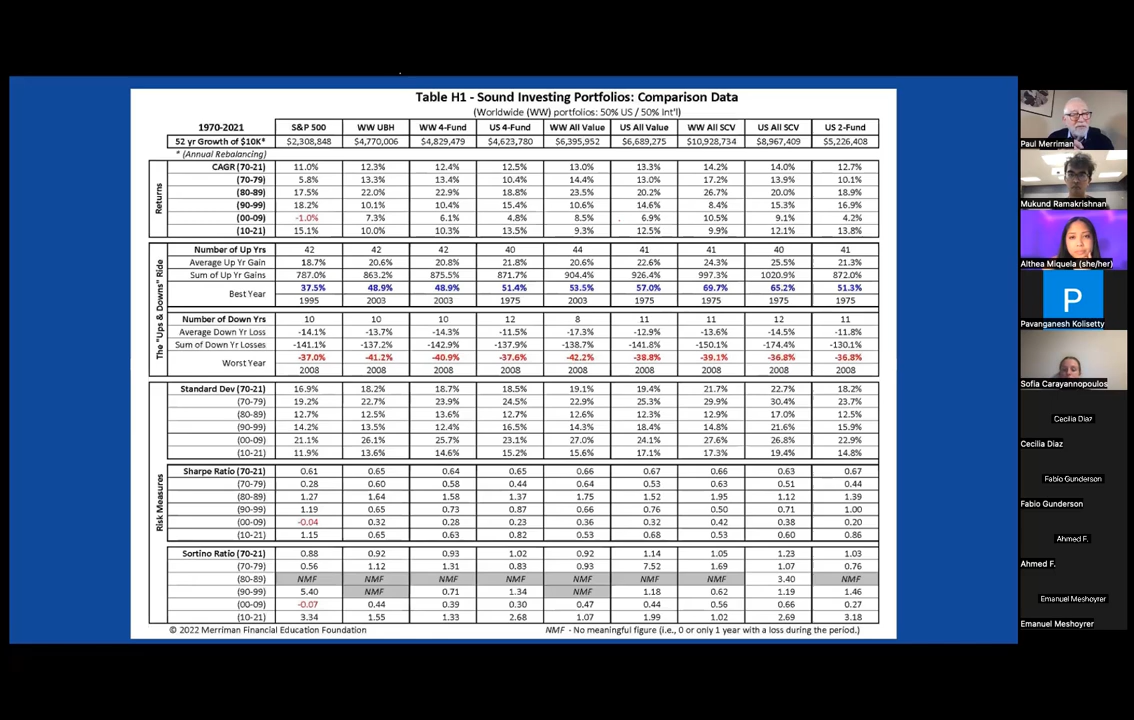 Table H1 - Sound Investing Portfolios: Comparison Data
(Worldwide (WW) portfolios: 50% US / 50% Int'l)
1970-2021 S&P 500 WW UBH WW 4-Fund US 4-Fund WW All Value US All Value WW All SCV US All SCV US 2-Fund
52 yr Growth of $10K* $2,308,848 $4,770,006 $4,829,479 $4,623,780 $6,395,952 $6,689,275 $10,928,734 $8,967,409 $5,226,408
* (Annual Rebalancing)
Returns
CAGR (70-21) 11.0% 12.3% 12.4% 12.5% 13.0% 13.3% 14.2% 14.0% 12.7%
(70-79) 5.8% 13.3% 13.4% 10.4% 14.4% 13.0% 17.2% 13.9% 10.1%
(80-89) 17.5% 22.0% 22.9% 18.8% 23.5% 20.2% 26.7% 20.0% 18.9%
(90-99) 18.2% 10.1% 10.4% 15.4% 10.6% 14.6% 8.4% 15.3% 16.9%
(00-09) -1.0% 7.3% 6.1% 4.8% 8.5% 6.9% 10.5% 9.1% 4.2%
(10-21) 15.1% 10.0% 10.3% 13.5% 9.3% 12.5% 9.9% 12.1% 13.8%
The "Ups & Downs" Ride
Number of Up Yrs 42 42 42 40 44 41 41 40 41
Average Up Yr Gain 18.7% 20.6% 20.8% 21.8% 20.6% 22.6% 24.3% 25.5% 21.3%
Sum of Up Yr Gains 787.0% 863.2% 875.5% 871.7% 904.4% 926.4% 997.3% 1020.9% 872.0%
Best Year 37.5% 48.9% 48.9% 51.4% 53.5% 57.0% 69.7% 65.2% 51.3%
1995 2003 2003 1975 2003 1975 1975 1975 1975
Number of Down Yrs 10 10 10 12 8 11 11 12 11
Average Down Yr Loss -14.1% -13.7% -14.3% -11.5% -17.3% -12.9% -13.6% -14.5% -11.8%
Sum of Down Yr Losses -141.1% -137.2% -142.9% -137.9% -138.7% -141.8% -150.1% -174.4% -130.1%
Worst Year -37.0% -41.2% -40.9% -37.6% -42.2% -38.8% -39.1% -36.8% -36.8%
2008 2008 2008 2008 2008 2008 2008 2008 2008
Risk Measures
Standard Dev (70-21) 16.9% 18.2% 18.7% 18.5% 19.1% 19.4% 21.7% 22.7% 18.2%
(70-79) 19.2% 22.7% 23.9% 24.5% 22.9% 25.3% 29.9% 30.4% 23.7%
(80-89) 12.7% 12.5% 13.6% 12.7% 12.6% 12.3% 12.9% 17.0% 12.5%
(90-99) 14.2% 13.5% 12.4% 16.5% 14.3% 18.4% 14.8% 21.6% 15.9%
(00-09) 21.1% 26.1% 25.7% 23.1% 27.0% 24.1% 27.6% 26.8% 22.9%
(10-21) 11.9% 13.6% 14.6% 15.2% 15.6% 17.1% 17.3% 19.4% 14.8%
Sharpe Ratio (70-21) 0.61 0.65 0.64 0.65 0.66 0.67 0.66 0.63 0.67
(70-79) 0.28 0.60 0.58 0.44 0.64 0.53 0.63 0.51 0.44
(80-89) 1.27 1.64 1.58 1.37 1.75 1.52 1.95 1.12 1.39
(90-99) 1.19 0.65 0.73 0.87 0.66 0.76 0.50 0.71 1.00
(00-09) -0.04 0.32 0.28 0.23 0.36 0.32 0.42 0.38 0.20
(10-21) 1.15 0.65 0.63 0.82 0.53 0.68 0.53 0.60 0.86
Sortino Ratio (70-21) 0.88 0.92 0.93 1.02 0.92 1.14 1.05 1.23 1.03
(70-79) 0.56 1.12 1.31 0.83 0.93 7.52 1.69 1.07 0.76
(80-89) NMF NMF NMF NMF NMF NMF NMF 3.40 NMF
(90-99) 5.40 NMF 0.71 1.34 NMF 1.18 0.62 1.19 1.46
(00-09) -0.07 0.44 0.39 0.30 0.47 0.44 0.56 0.66 0.27
(10-21) 3.34 1.55 1.33 2.68 1.07 1.99 1.02 2.69 3.18
© 2022 Merriman Financial Education Foundation
NMF - No meaningful figure (i.e., 0 or only 1 year with a loss during the period.)
Paul Merriman
Mukund Ramakrishnan
Althea Miquela (she/her)
P
Pavanganesh Kolisetty
Sofia Carayannopoulos
Cecilia Diaz
Cecilia Diaz
Fabio Gunderson
Fabio Gunderson
Ahmed F.
Ahmed F.
Emanuel Meshoyrer
Emanuel Meshoyrer